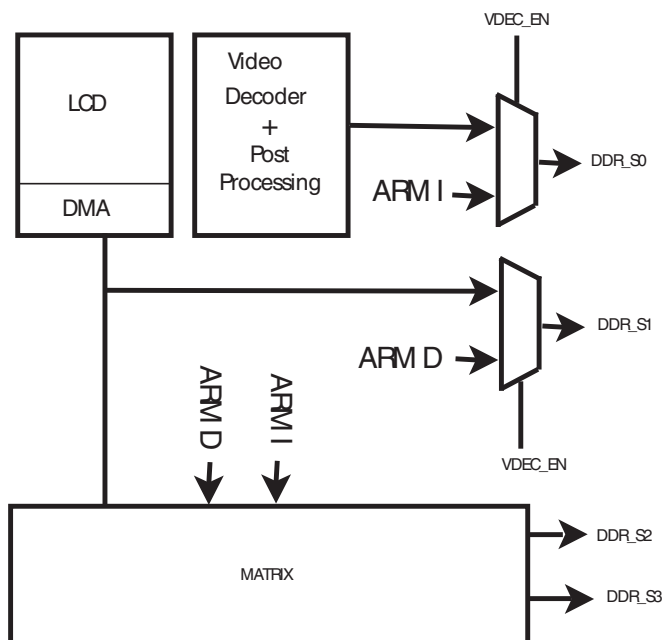 VDEC_EN
LCD
DMA
Video
Decoder
+
Post
Processing
ARM I
DDR_S0
ARM D
DDR_S1
VDEC_EN
ARM D
ARM I
MATRIX
DDR_S2
DDR_S3